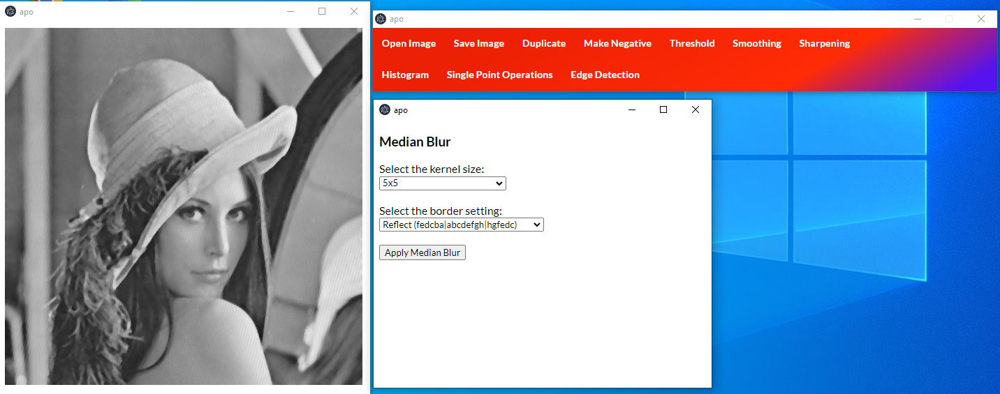 apo
apo
Open Image Save Image Duplicate Make Negative Threshold Smoothing Sharpening
Histogram Single Point Operations Edge Detection
apo
Median Blur
Select the kernel size:
5x5
Select the border setting:
Reflect (fedcba|abcdefgh|hgfedc)
Apply Median Blur